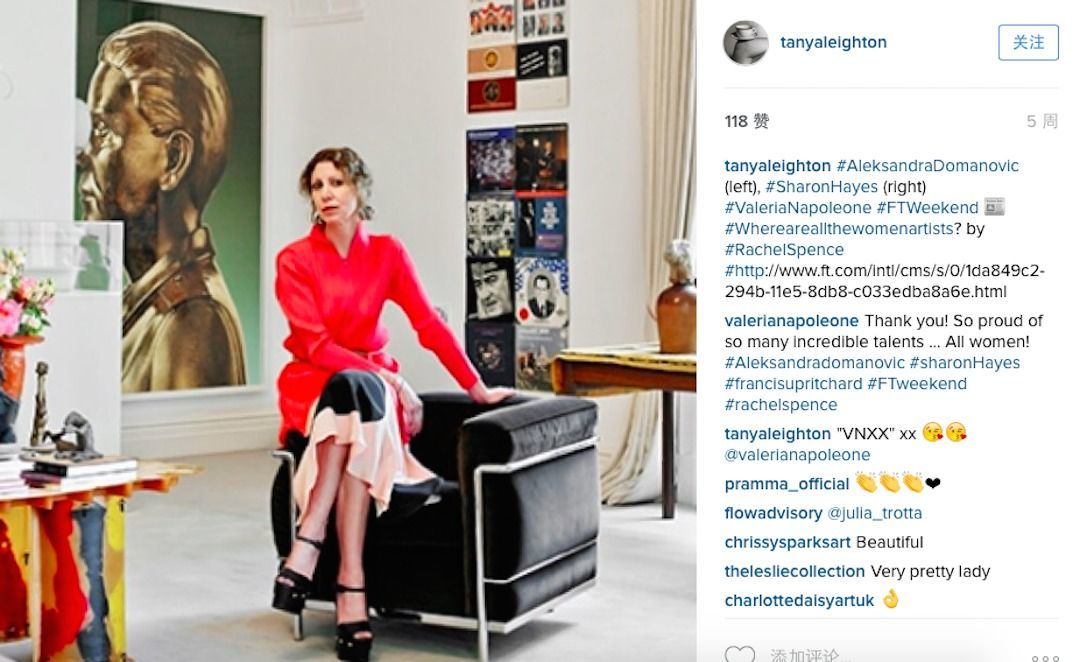 tanyaleighton
关注
118 赞
5 周
tanyaleighton #AleksandraDomanovic
(left), #SharonHayes (right)
#ValeriaNapoleone #FTWeekend 📰
#Whereareallthewomenartists? by
#RachelSpence
#http://www.ft.com/intl/cms/s/0/1da849c2-
294b-11e5-8db8-c033edba8a6e.html
valerianapoleone Thank you! So proud of
so many incredible talents ... All women!
#Aleksandradomanovic #sharonHayes
#francisupritchard #FTweekend
#rachelspence
tanyaleighton "VNXX" xx 😘😘
@valerianapoleone
pramma_official 👏👏👏❤
flowadvisory @julia_trotta
chrissysparksart Beautiful
thelesliecollection Very pretty lady
charlottedaisyartuk 👌
添加评论...